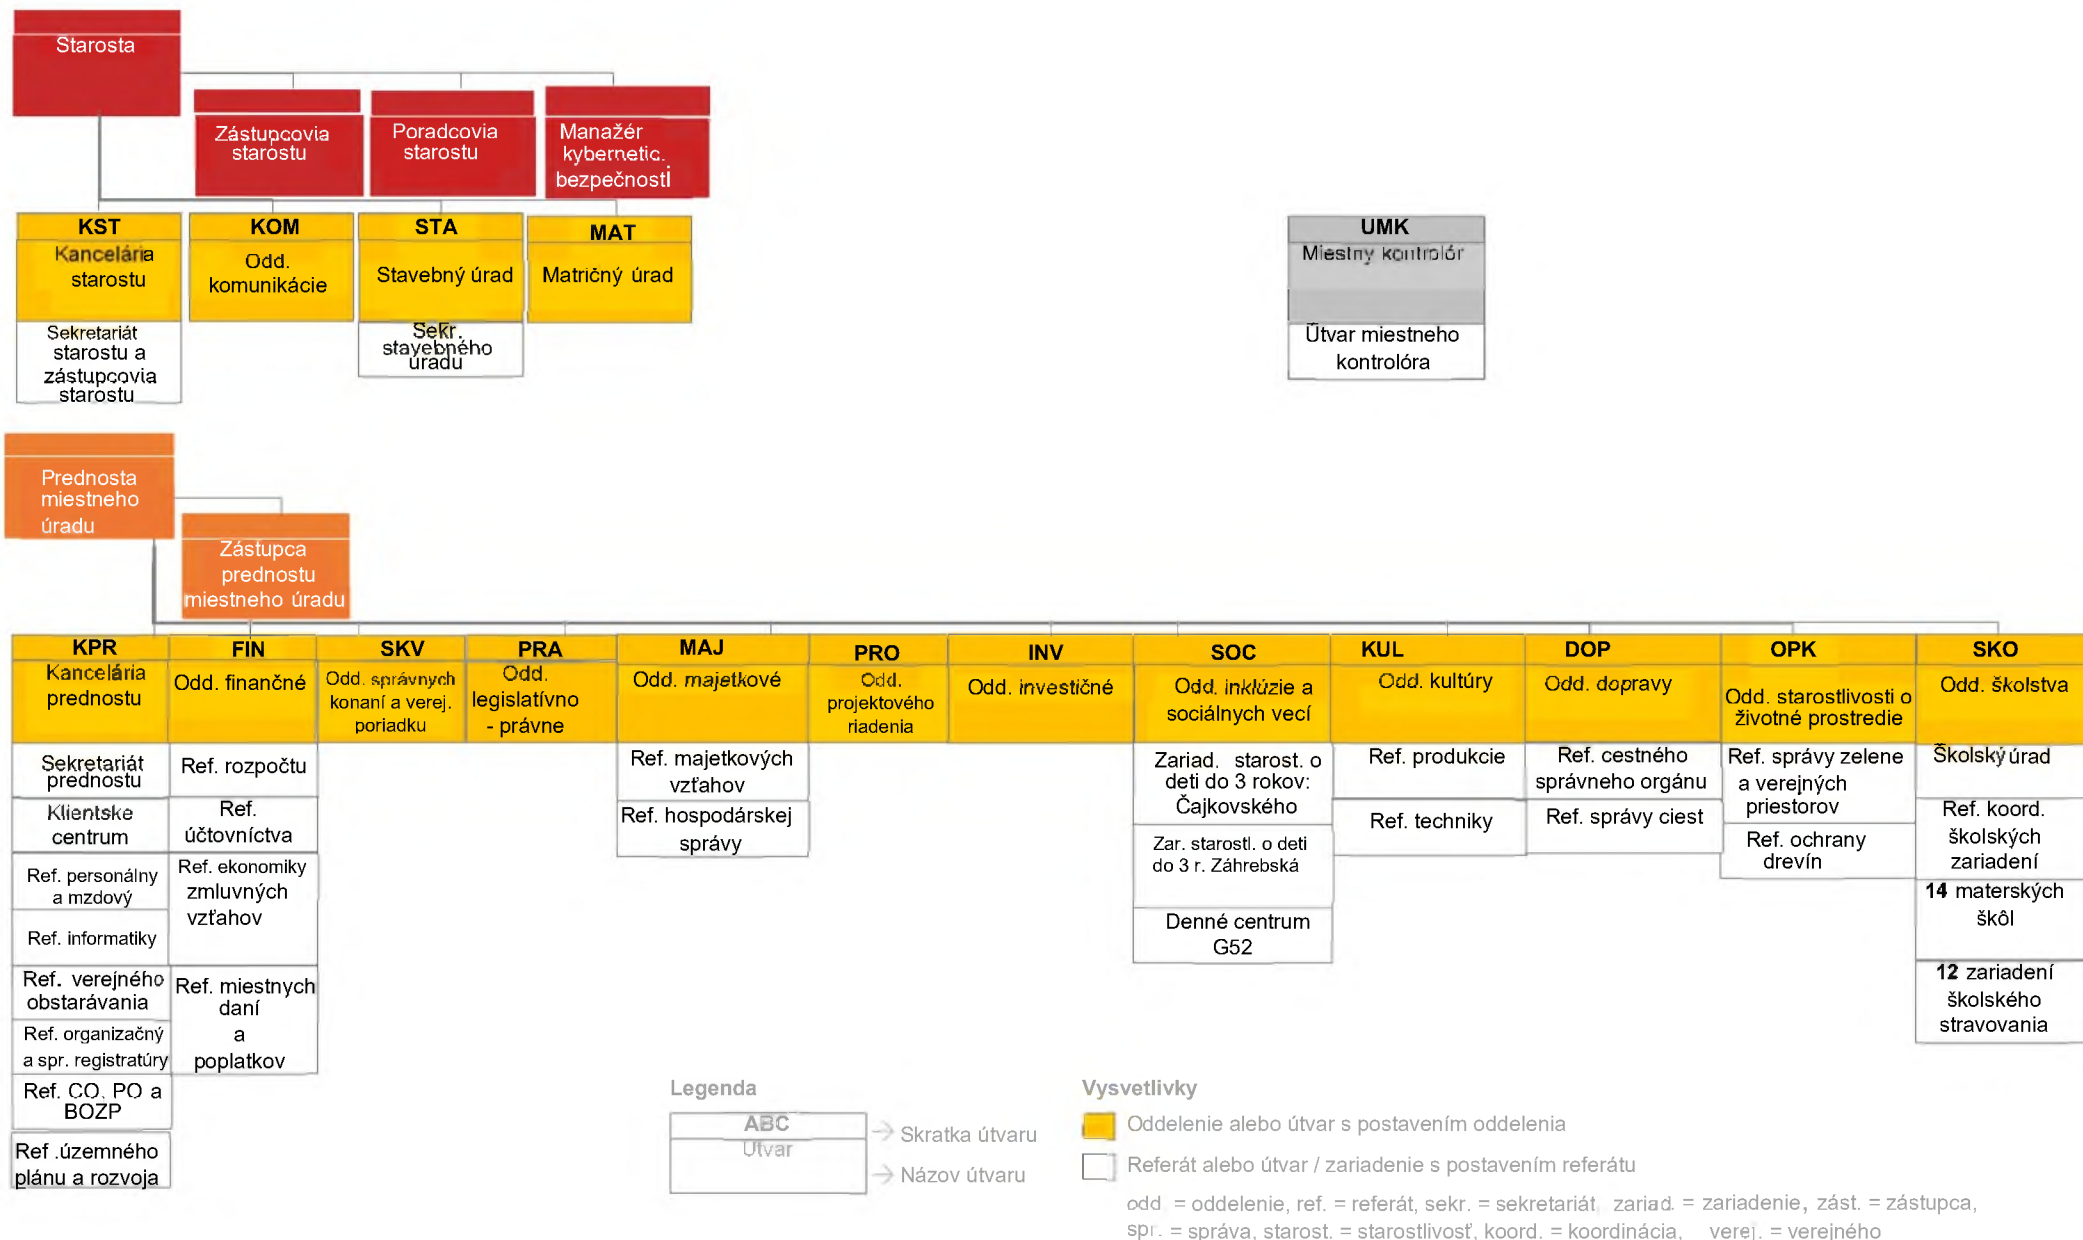 Starosta
Zástupcovia
starostu
Poradcovia
starostu
Manažér
kybernetic.
bezpečnosti
KST
Kancelária
starostu
Sekretariát
starostu a
zástupcovia
starostu
KOM
Odd.
komunikácie
STA
Stavebný úrad
Sekr.
stavebného
úradu
MAT
Matričný úrad
UMK
Miestny kontrolór
Útvar miestneho
kontrolóra
Prednosta
miestneho
úradu
Zástupca
prednostu
miestneho úradu
KPR
Kancelária
prednostu
Sekretariát
prednostu
Klientske
centrum
Ref. personálny
a mzdový
Ref. informatiky
Ref. verejného
obstarávania
Ref. organizačný
a spr. registratúry
Ref. CO, PO a
BOZP
Ref .územného
plánu a rozvoja
FIN
Odd. finančné
Ref. rozpočtu
Ref.
účtovníctva
Ref. ekonomiky
zmluvných
vzťahov
Ref. miestnych
daní
a
poplatkov
SKV
Odd. správnych
konaní a verej.
poriadku
PRA
Odd.
legislatívno
- právne
MAJ
Odd. majetkové
Ref. majetkových
vzťahov
Ref. hospodárskej
správy
PRO
Odd.
projektového
riadenia
INV
Odd. investičné
SOC
Odd. inklúzie a
sociálnych vecí
Zariad. starost. o
deti do 3 rokov:
Čajkovského
Zar. starostl. o deti
do 3 r. Záhrebská
Denné centrum
G52
KUL
Odd. kultúry
Ref. produkcie
Ref. techniky
DOP
Odd. dopravy
Ref. cestného
správneho orgánu
Ref. správy ciest
OPK
Odd. starostlivosti o
životné prostredie
Ref. správy zelene
a verejných
priestorov
Ref. ochrany
drevín
SKO
Odd. školstva
Školský úrad
Ref. koord.
školských
zariadení
14 materských
škôl
12 zariadení
školského
stravovania
Legenda
ABC
Útvar
→ Skratka útvaru
→ Názov útvaru
Vysvetlivky
Oddelenie alebo útvar s postavením oddelenia
Referát alebo útvar / zariadenie s postavením referátu
odd. = oddelenie, ref. = referát, sekr. = sekretariát, zariad. = zariadenie, zást. = zástupca,
spr. = správa, starost. = starostlivosť, koord. = koordinácia, verej. = verejného